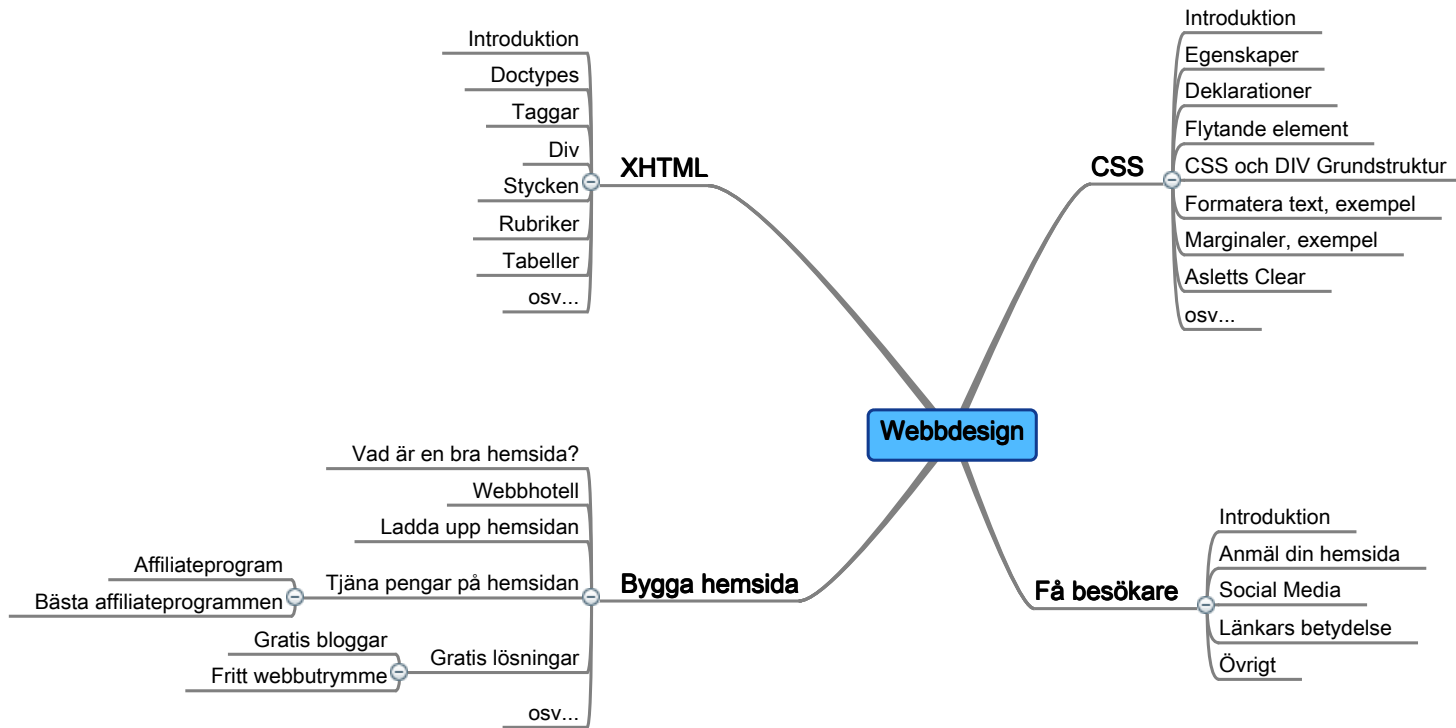 Webbdesign
XHTML
Introduktion
Doctypes
Taggar
Div
Stycken
Rubriker
Tabeller
osv...
CSS
Introduktion
Egenskaper
Deklarationer
Flytande element
CSS och DIV Grundstruktur
Formatera text, exempel
Marginaler, exempel
Asletts Clear
osv...
Bygga hemsida
Vad är en bra hemsida?
Webbhotell
Ladda upp hemsidan
Tjäna pengar på hemsidan
Affiliateprogram
Bästa affiliateprogrammen
Gratis lösningar
Gratis bloggar
Fritt webbutrymme
osv...
Få besökare
Introduktion
Anmäl din hemsida
Social Media
Länkars betydelse
Övrigt